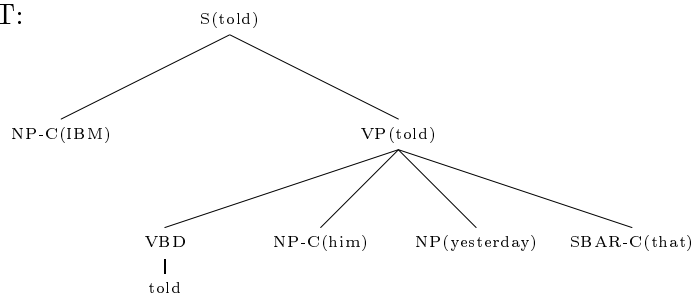 T:
S(told)
NP-C(IBM) VP(told)
VBD NP-C(him) NP(yesterday) SBAR-C(that)
told